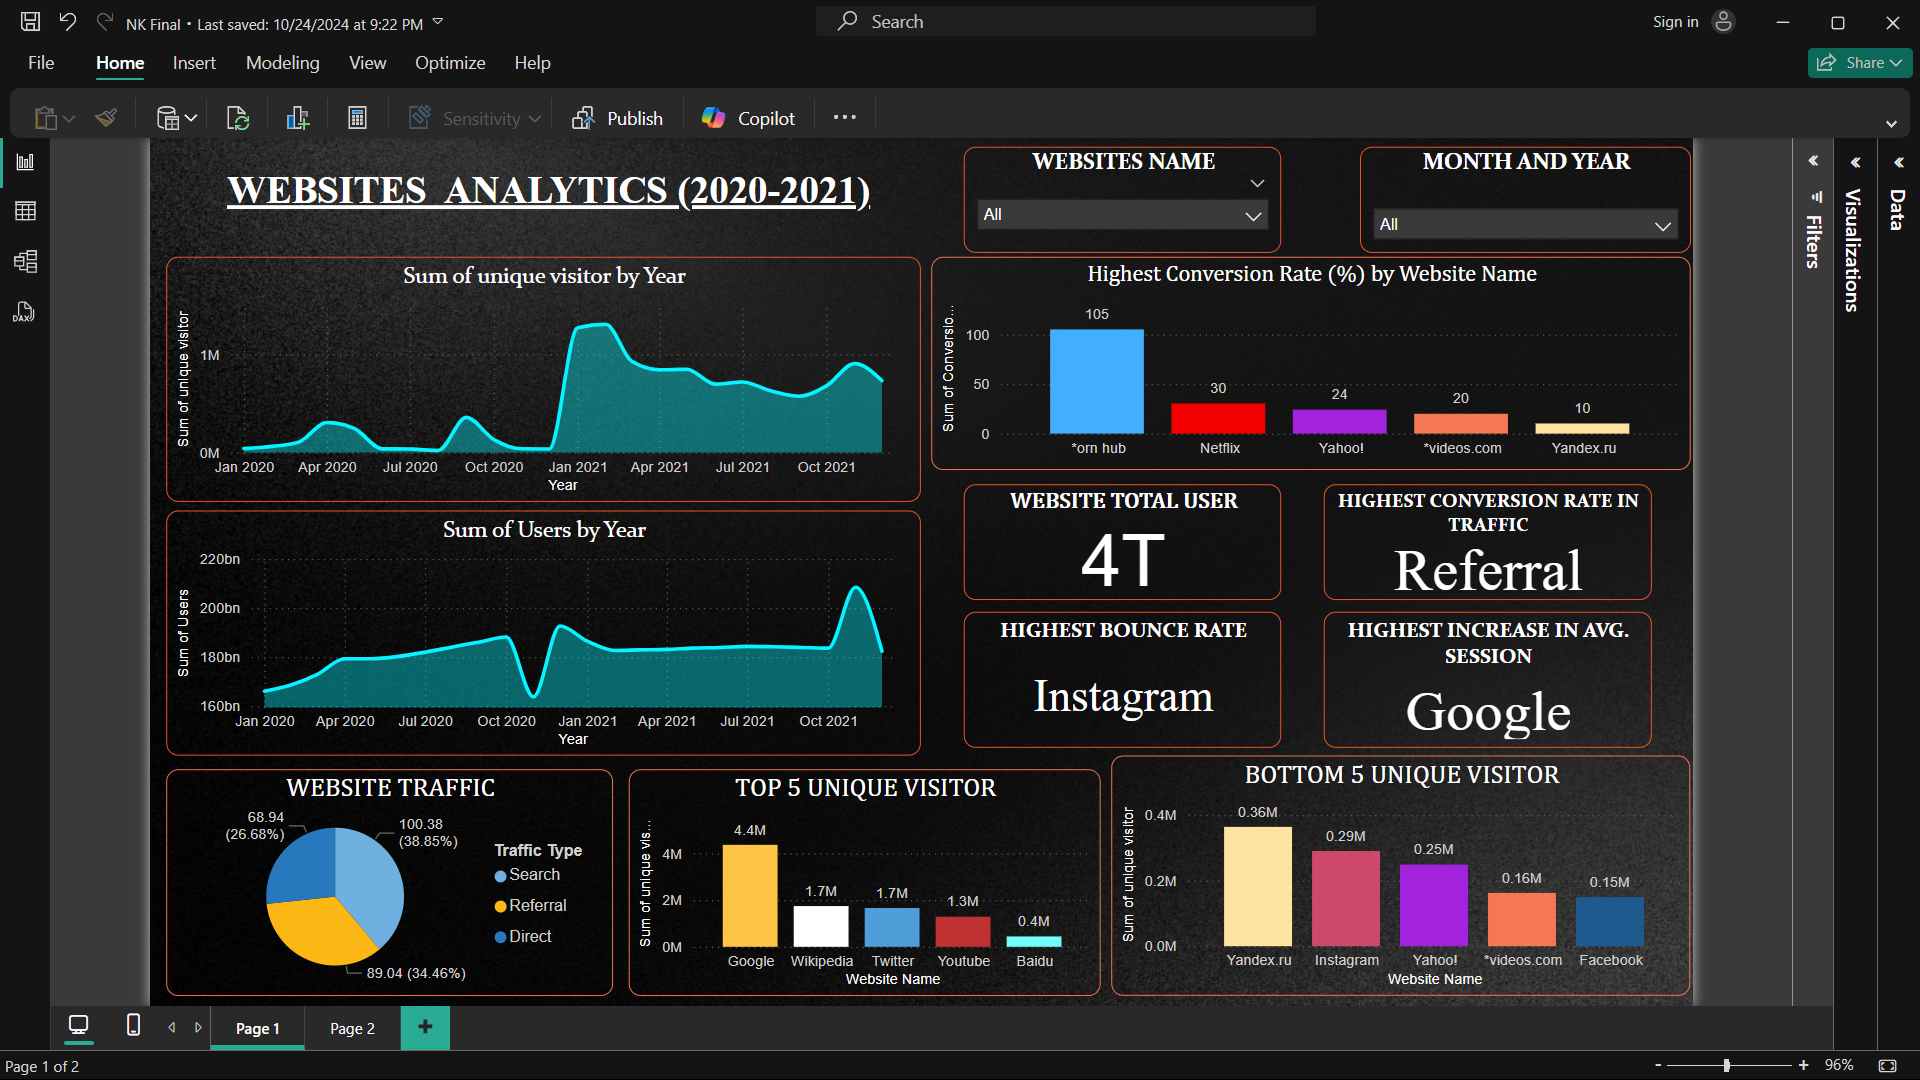 NK Final • Last saved: 10/24/2024 at 9:22 PM
Search
Sign in
File
Home
Insert
Modeling
View
Optimize
Help
Share
Sensitivity
Publish
Copilot
DAX
WEBSITES ANALYTICS (2020-2021)
WEBSITES NAME
All
MONTH AND YEAR
All
Filters
Visualizations
Data
Sum of unique visitor by Year
Sum of unique visitor
1M
0M
Jan 2020 Apr 2020 Jul 2020 Oct 2020 Jan 2021 Apr 2021 Jul 2021 Oct 2021
Year
Highest Conversion Rate (%) by Website Name
Sum of Conversio...
100
50
0
105
30
24
20
10
*orn hub Netflix Yahoo! *videos.com Yandex.ru
Sum of Users by Year
Sum of Users
220bn
200bn
180bn
160bn
Jan 2020 Apr 2020 Jul 2020 Oct 2020 Jan 2021 Apr 2021 Jul 2021 Oct 2021
Year
WEBSITE TOTAL USER
4T
HIGHEST CONVERSION RATE IN
TRAFFIC
Referral
HIGHEST BOUNCE RATE
Instagram
HIGHEST INCREASE IN AVG.
SESSION
Google
WEBSITE TRAFFIC
68.94
(26.68%)
100.38
(38.85%)
89.04 (34.46%)
Traffic Type
Search
Referral
Direct
TOP 5 UNIQUE VISITOR
Sum of unique vis...
4M
2M
0M
4.4M
1.7M
1.7M
1.3M
0.4M
Google Wikipedia Twitter Youtube Baidu
Website Name
BOTTOM 5 UNIQUE VISITOR
Sum of unique visitor
0.4M
0.2M
0.0M
0.36M
0.29M
0.25M
0.16M
0.15M
Yandex.ru Instagram Yahoo! *videos.com Facebook
Website Name
Page 1
Page 2
Page 1 of 2
96%